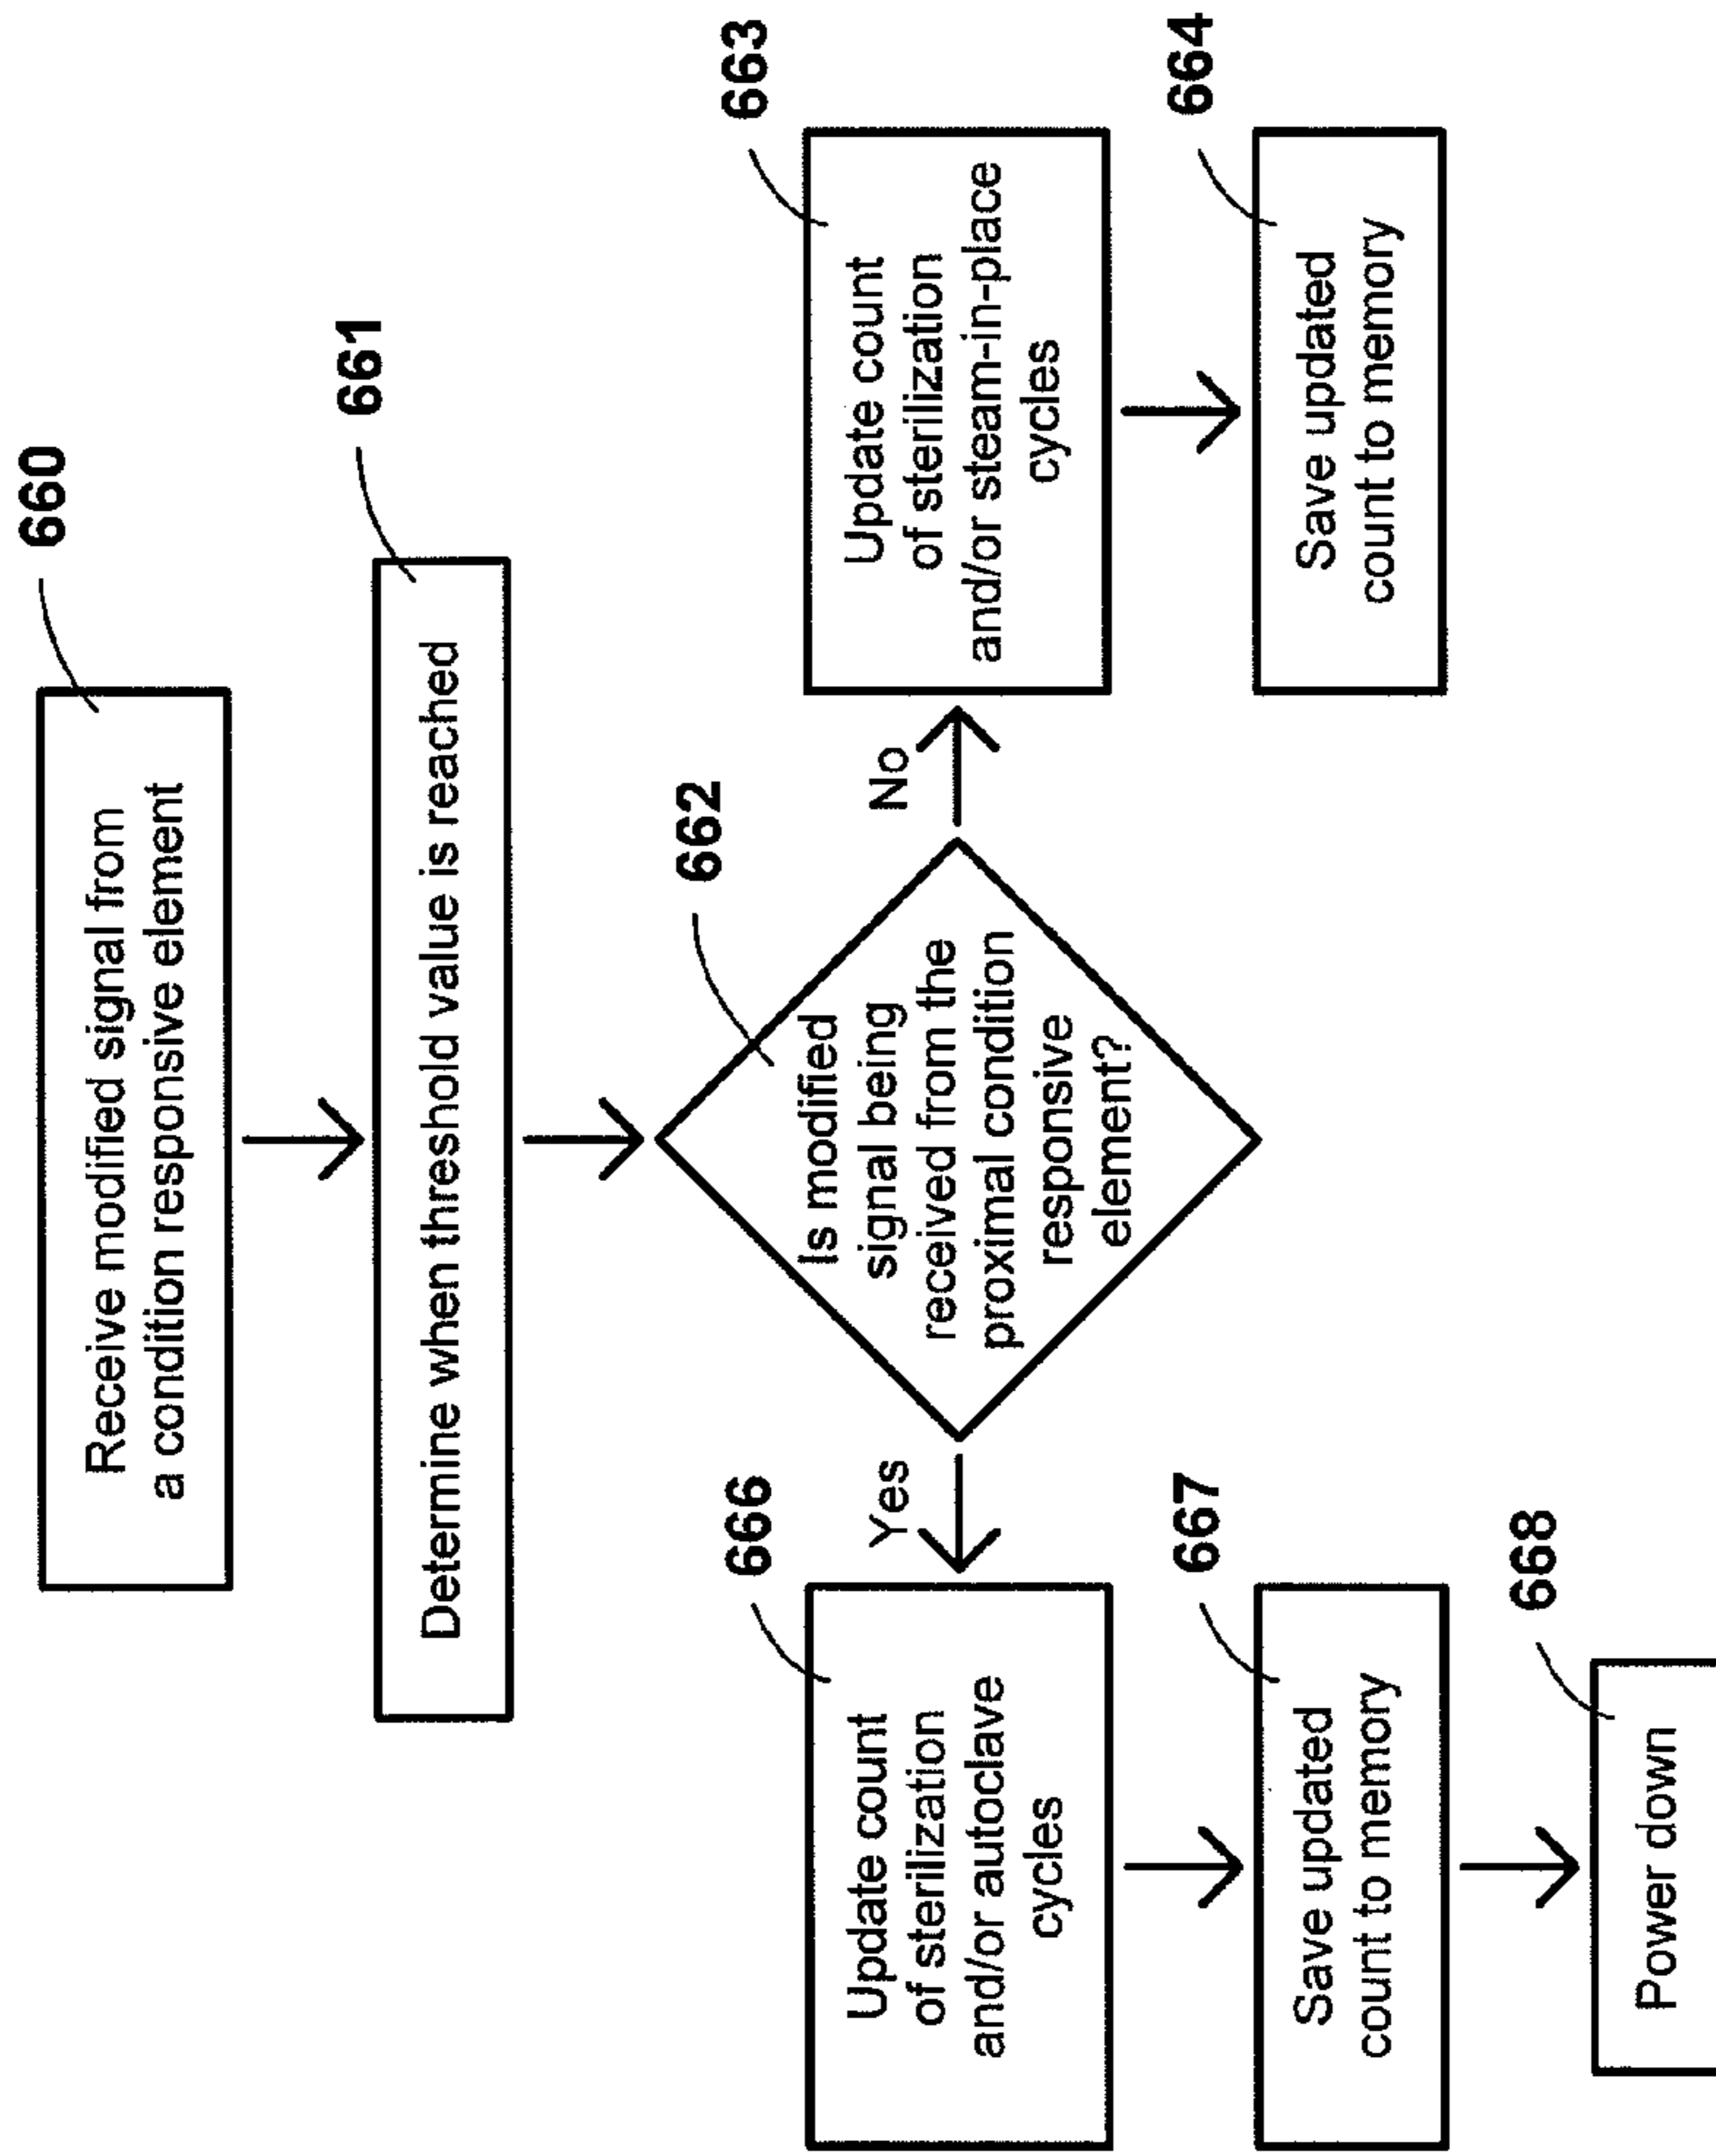 660
Receive modified signal from
a condition responsive element
661
Determine when threshold value is reached
662
Is modified
signal being
received from the
proximal condition
responsive
element?
Yes
No
666
Update count
of sterilization
and/or autoclave
cycles
663
Update count
of sterilization
and/or steam-in-place
cycles
667
Save updated
count to memory
664
Save updated
count to memory
668
Power down